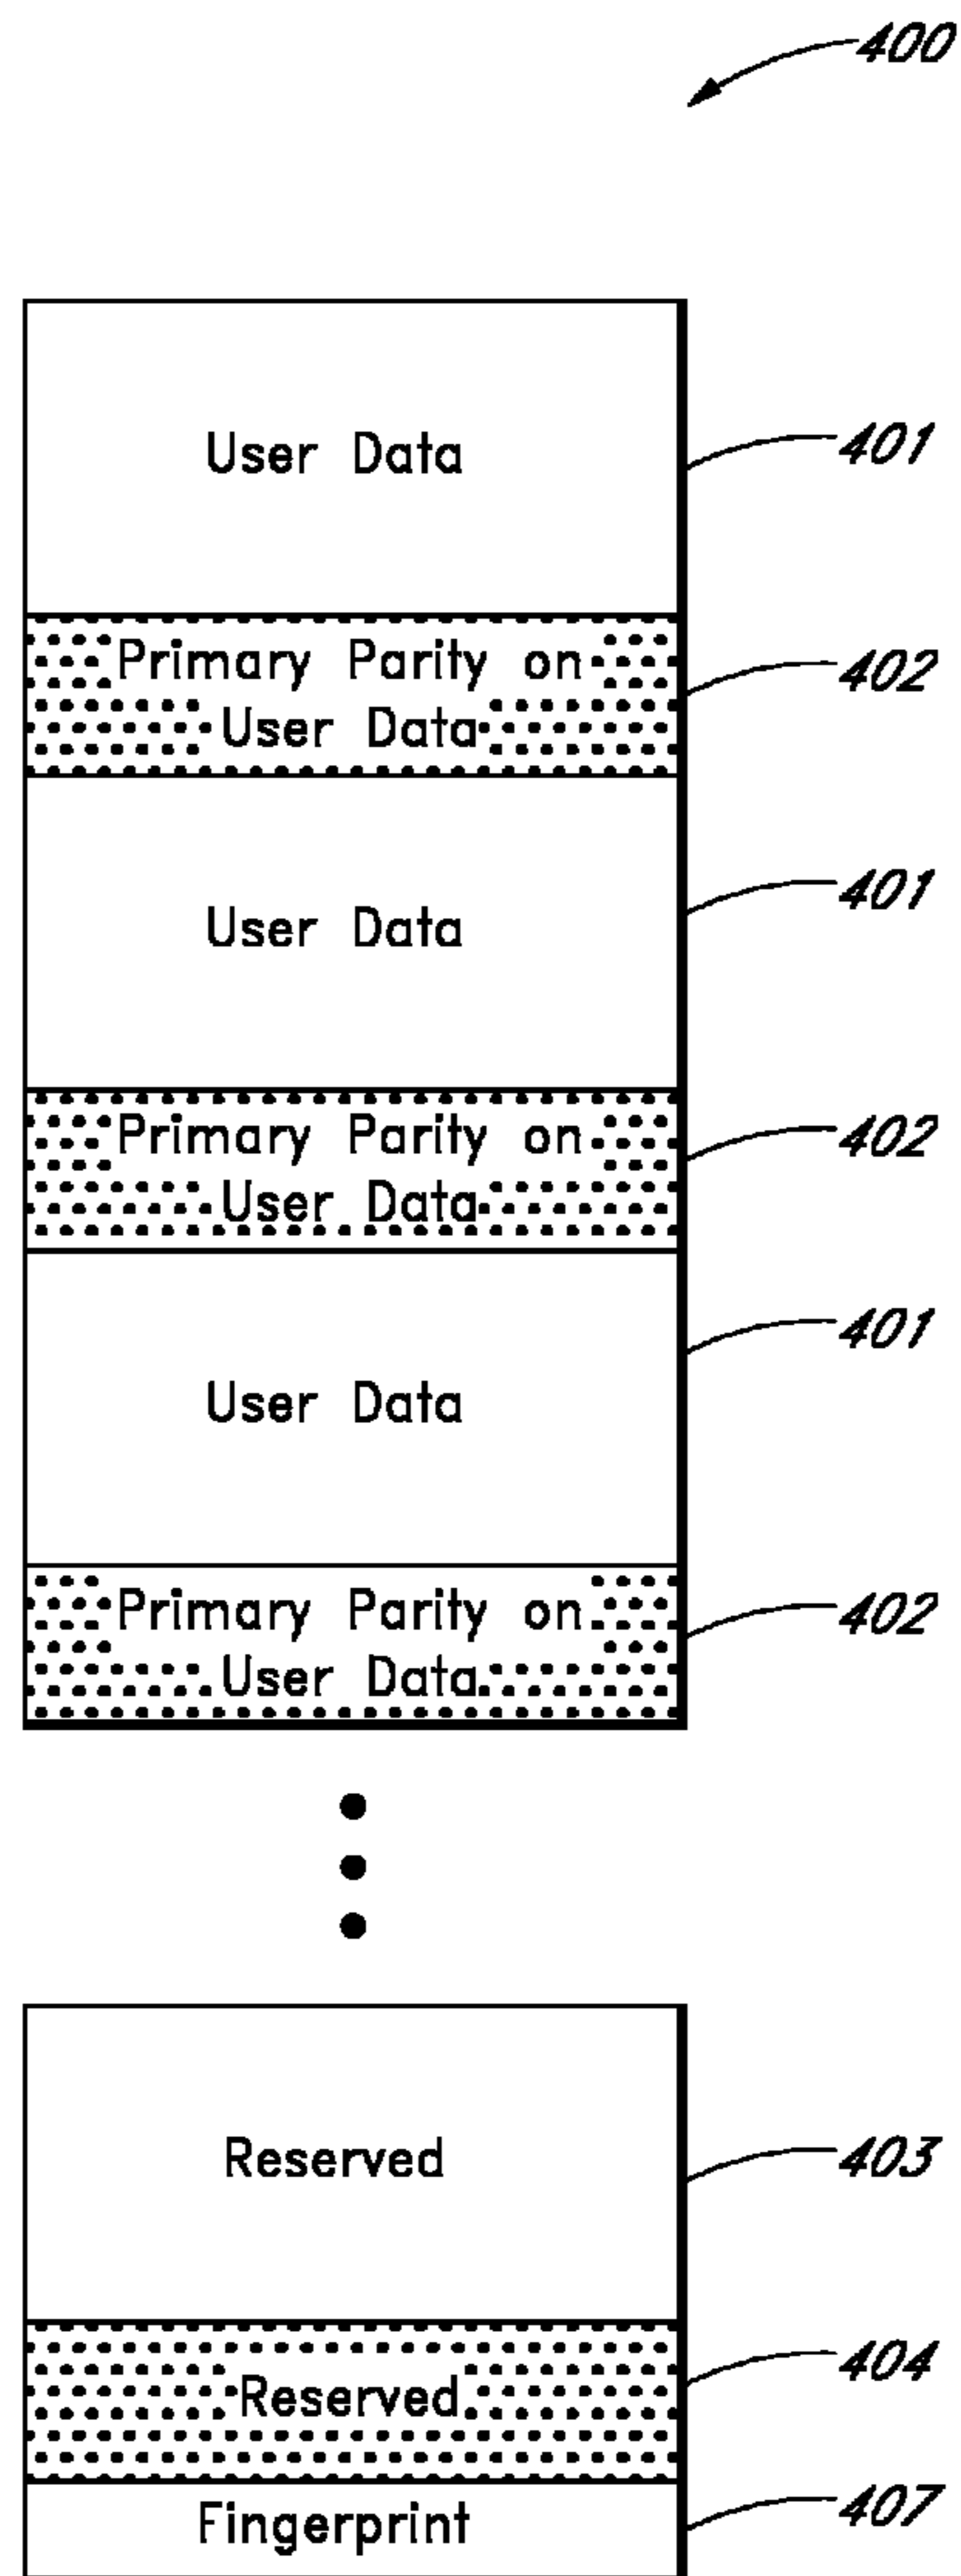 400
User Data
401
Primary Parity on
User Data
402
User Data
401
Primary Parity on
User Data
402
User Data
401
Primary Parity on
User Data
402
Reserved
403
Reserved
404
Fingerprint
407